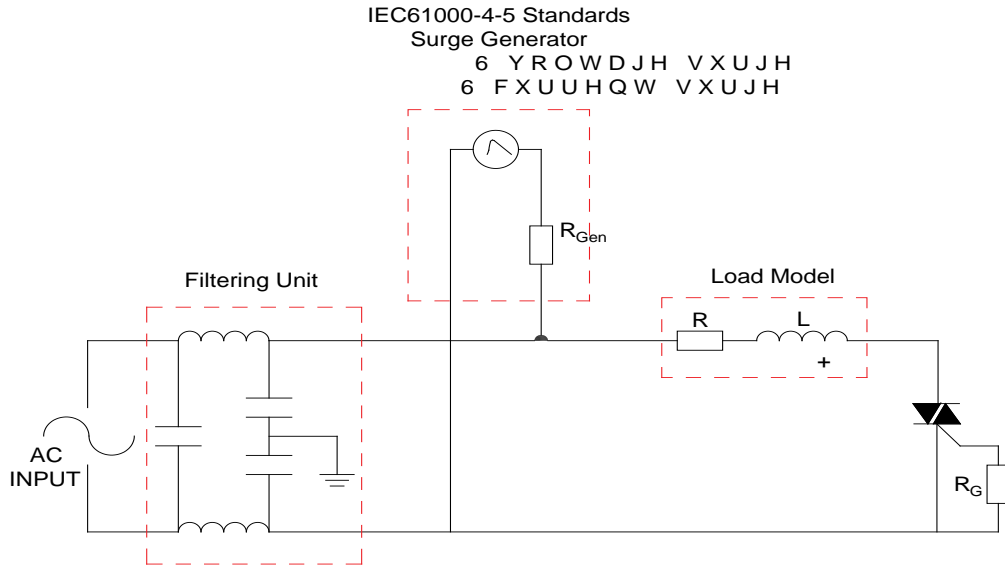 IEC61000-4-5 Standards
Surge Generator
6 YROWDJH VXUJH
6 FXUUHQW VXUJH
RGen
Filtering Unit
Load Model
R
L
+
AC
INPUT
RG